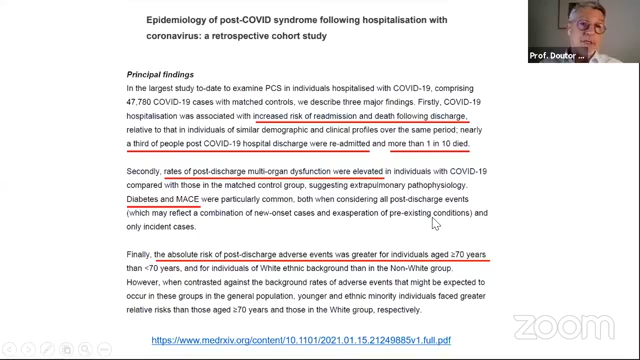 Epidemiology of post-COVID syndrome following hospitalisation with
coronavirus: a retrospective cohort study
Prof. Doutor ...
Principal findings
In the largest study to-date to examine PCS in individuals hospitalised with COVID-19, comprising
47,780 COVID-19 cases with matched controls, we describe three major findings. Firstly, COVID-19
hospitalisation was associated with increased risk of readmission and death following discharge,
relative to that in individuals of similar demographic and clinical profiles over the same period; nearly
a third of people post COVID-19 hospital discharge were re-admitted and more than 1 in 10 died.
Secondly, rates of post-discharge multi-organ dysfunction were elevated in individuals with COVID-19
compared with those in the matched control group, suggesting extrapulmonary pathophysiology.
Diabetes and MACE were particularly common, both when considering all post-discharge events
(which may reflect a combination of new-onset cases and exasperation of pre-existing conditions) and
only incident cases.
Finally, the absolute risk of post-discharge adverse events was greater for individuals aged ≥70 years
than <70 years, and for individuals of White ethnic background than in the Non-White group.
However, when contrasted against the background rates of adverse events that might be expected to
occur in these groups in the general population, younger and ethnic minority individuals faced greater
relative risks than those aged ≥70 years and those in the White group, respectively.
https://www.medrxiv.org/content/10.1101/2021.01.15.21249885v1.full.pdf
zoom